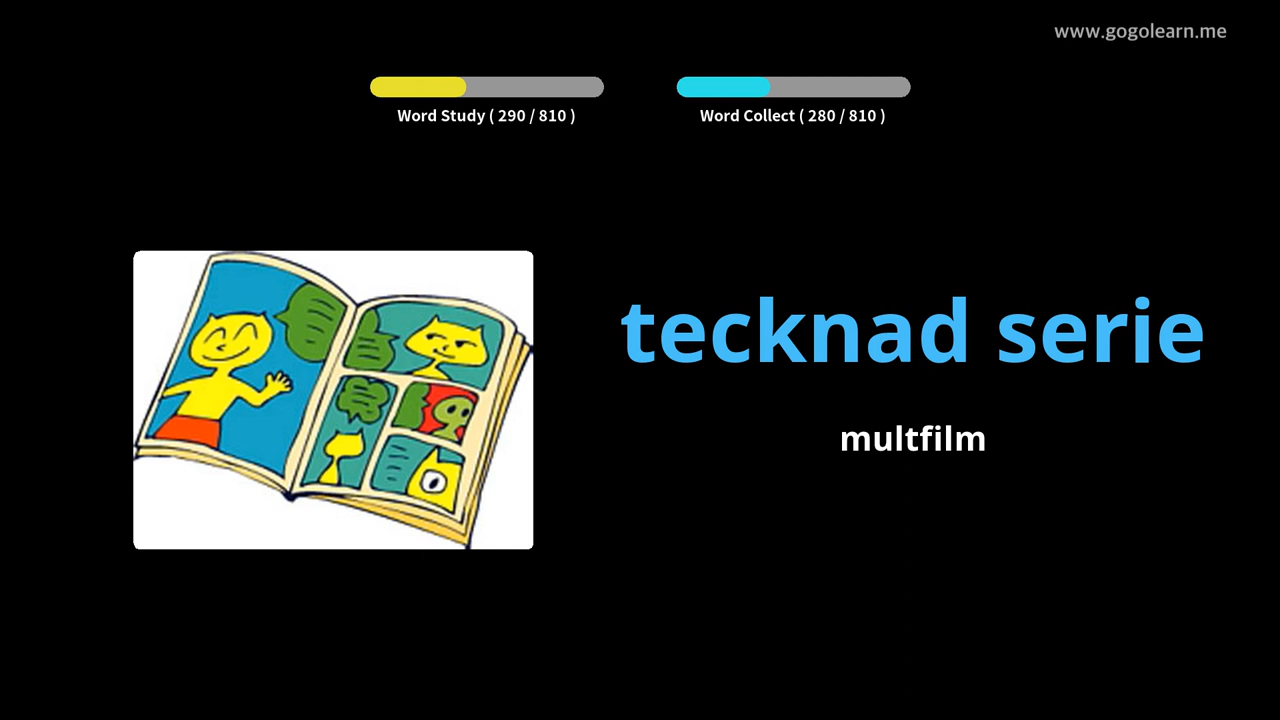 www.gogolearn.me
Word Study ( 290 / 810 )
Word Collect ( 280 / 810 )
tecknad serie
multfilm